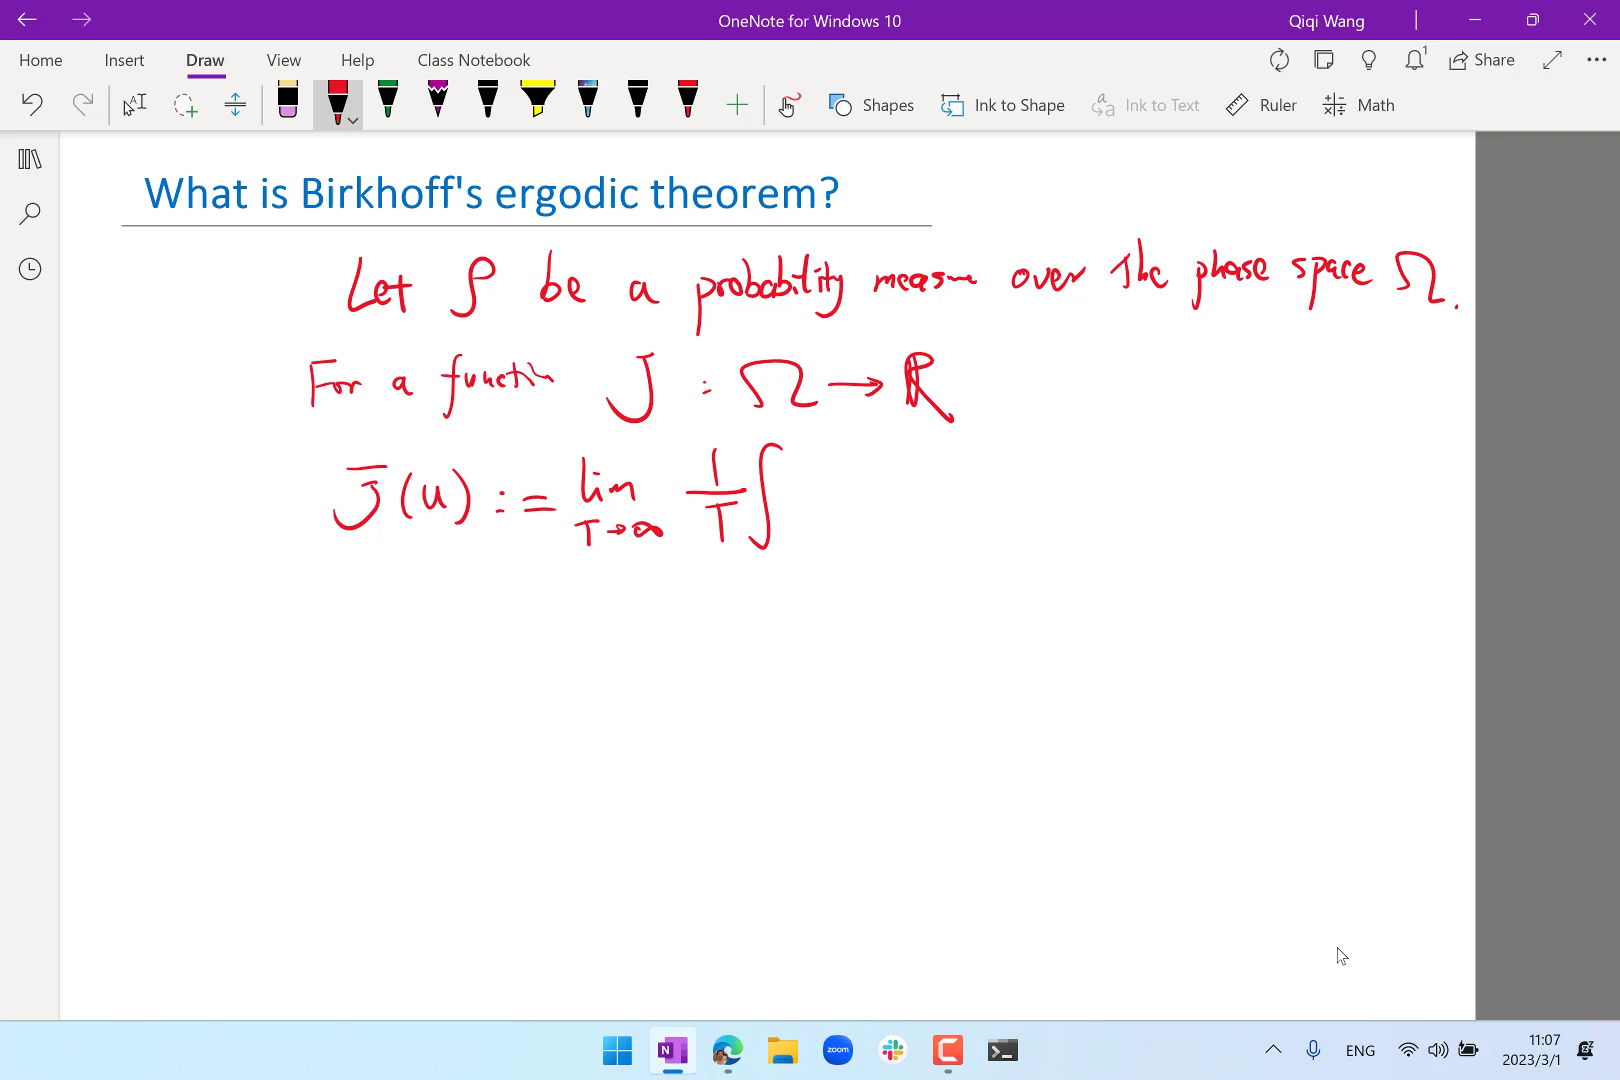 OneNote for Windows 10
Qiqi Wang
Home Insert Draw View Help Class Notebook
1 Share
Shapes Ink to Shape Ink to Text Ruler Math
What is Birkhoff's ergodic theorem?
Let ρ be a probability measure over the phase space Ω.
For a function J : Ω → ℝ
J̄(u) := lim T→∞ 1/T ∫
zoom
ENG
11:07
2023/3/1